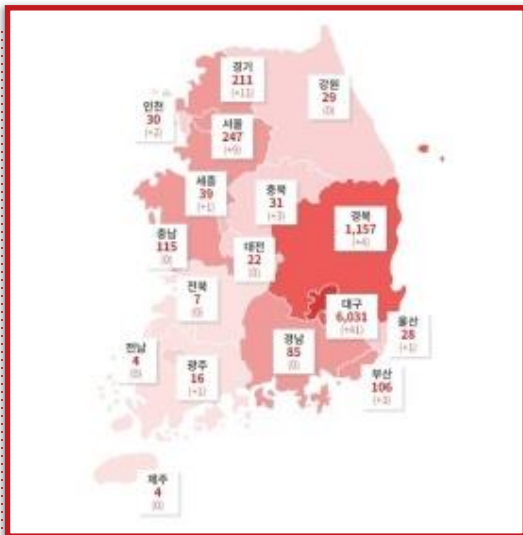 경기
211
(+11)
강원
29
(0)
인천
30
(+2)
서울
247
(+9)
세종
39
(+1)
충북
31
(+3)
경북
1,157
(+4)
충남
115
(0)
대전
22
(0)
전북
7
(0)
대구
6,031
(+41)
울산
28
(+1)
경남
85
(0)
전남
4
(0)
광주
16
(+1)
부산
106
(+3)
제주
4
(0)